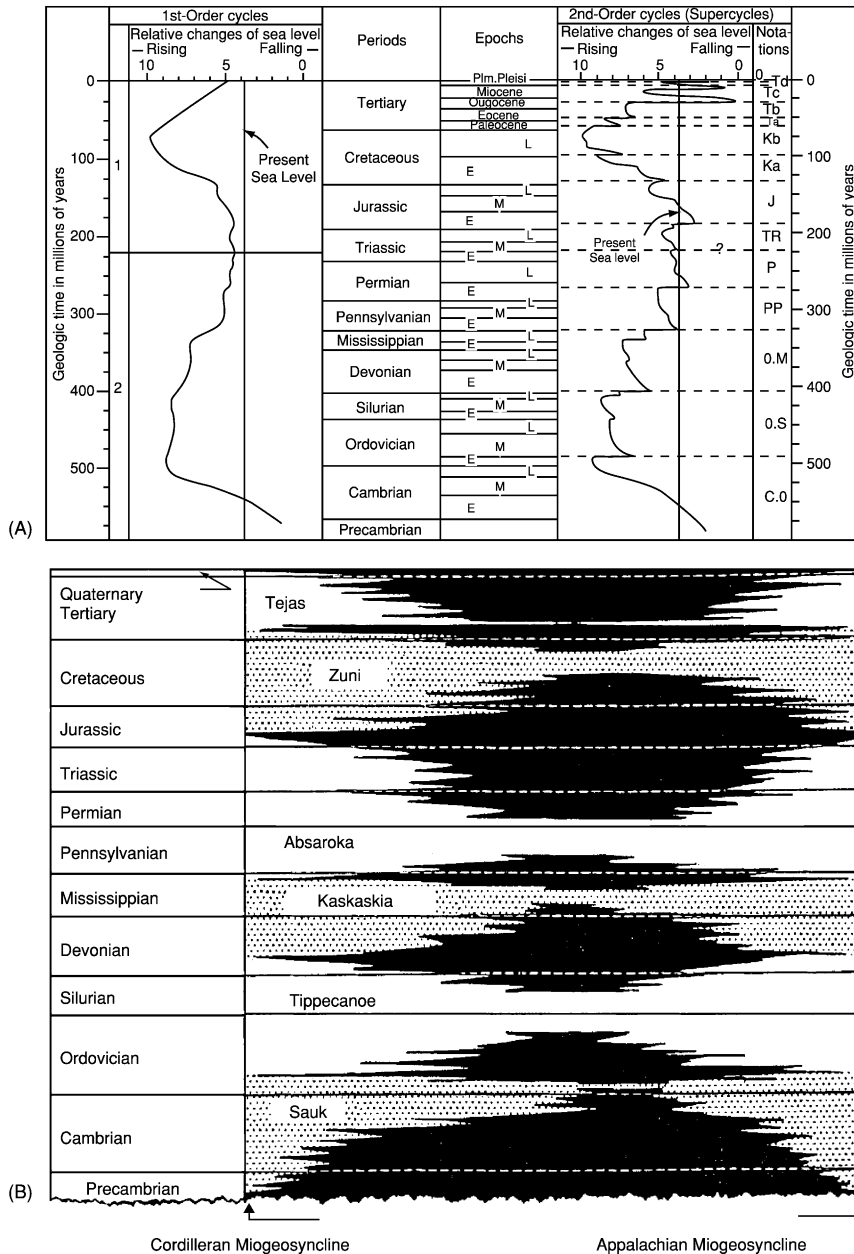 1st-Order cycles
Relative changes of sea level
— Rising Falling —
10 5 0
Periods
Epochs
2nd-Order cycles (Supercycles)
Relative changes of sea level
— Rising Falling —
10 5 0
Nota-
tions
Geologic time in millions of years
0
100
200
300
400
500
1
2
Present
Sea Level
Tertiary
Cretaceous
Jurassic
Triassic
Permian
Pennsylvanian
Mississippian
Devonian
Silurian
Ordovician
Cambrian
Precambrian
Plm.Pleisi
Miocene
Ougocene
Eocene
Paleocene
L
E
L
M
E
L
M
E
L
E
L
M
E
L
E
L
M
E
L
M
E
L
M
E
L
M
E
Present
Sea level
?
Td
Tc
Tb
Ta
Kb
Ka
J
TR
P
PP
0.M
0.S
C.0
0
0
100
200
300
400
500
Geologic time in millions of years
(A)
Quaternary
Tertiary
Cretaceous
Jurassic
Triassic
Permian
Pennsylvanian
Mississippian
Devonian
Silurian
Ordovician
Cambrian
Precambrian
Tejas
Zuni
Absaroka
Kaskaskia
Tippecanoe
Sauk
(B)
Cordilleran Miogeosyncline Appalachian Miogeosyncline